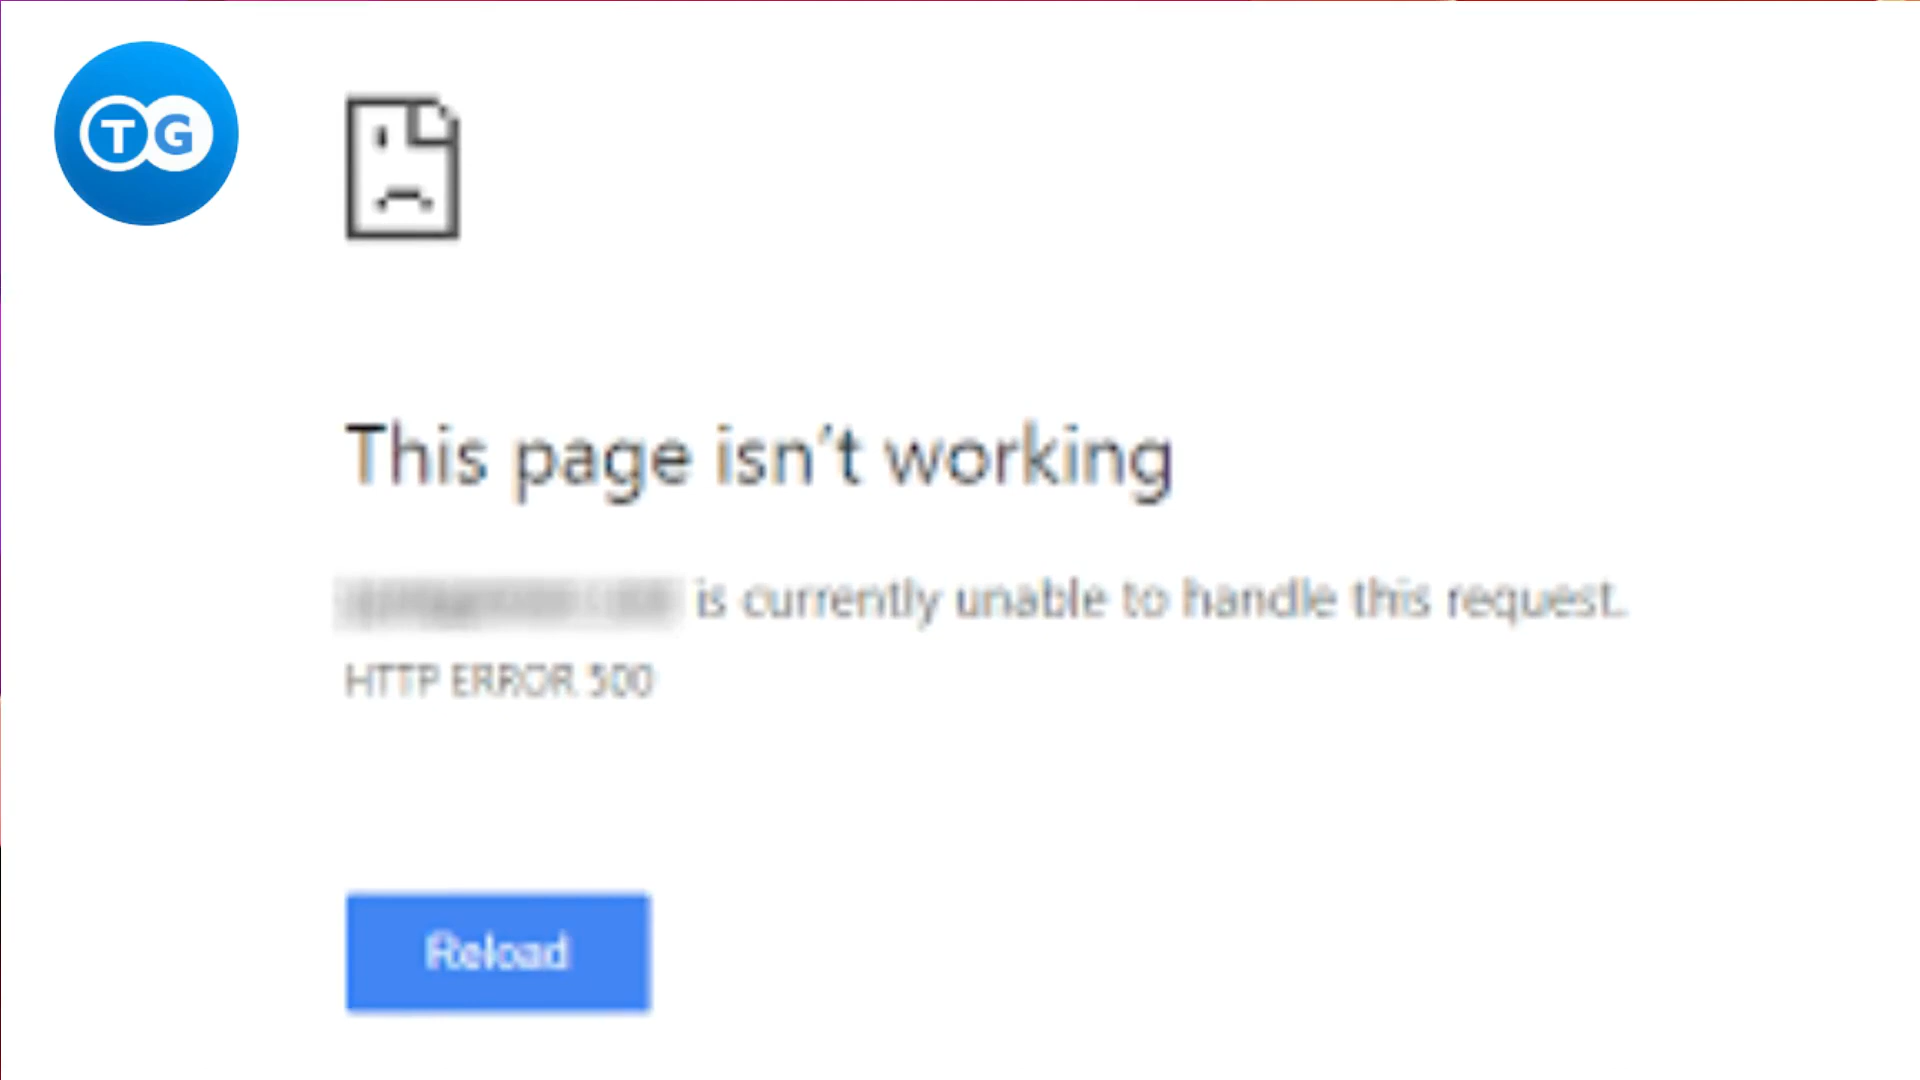 TG
This page isn't working
is currently unable to handle this request.
HTTP ERROR 500
Reload